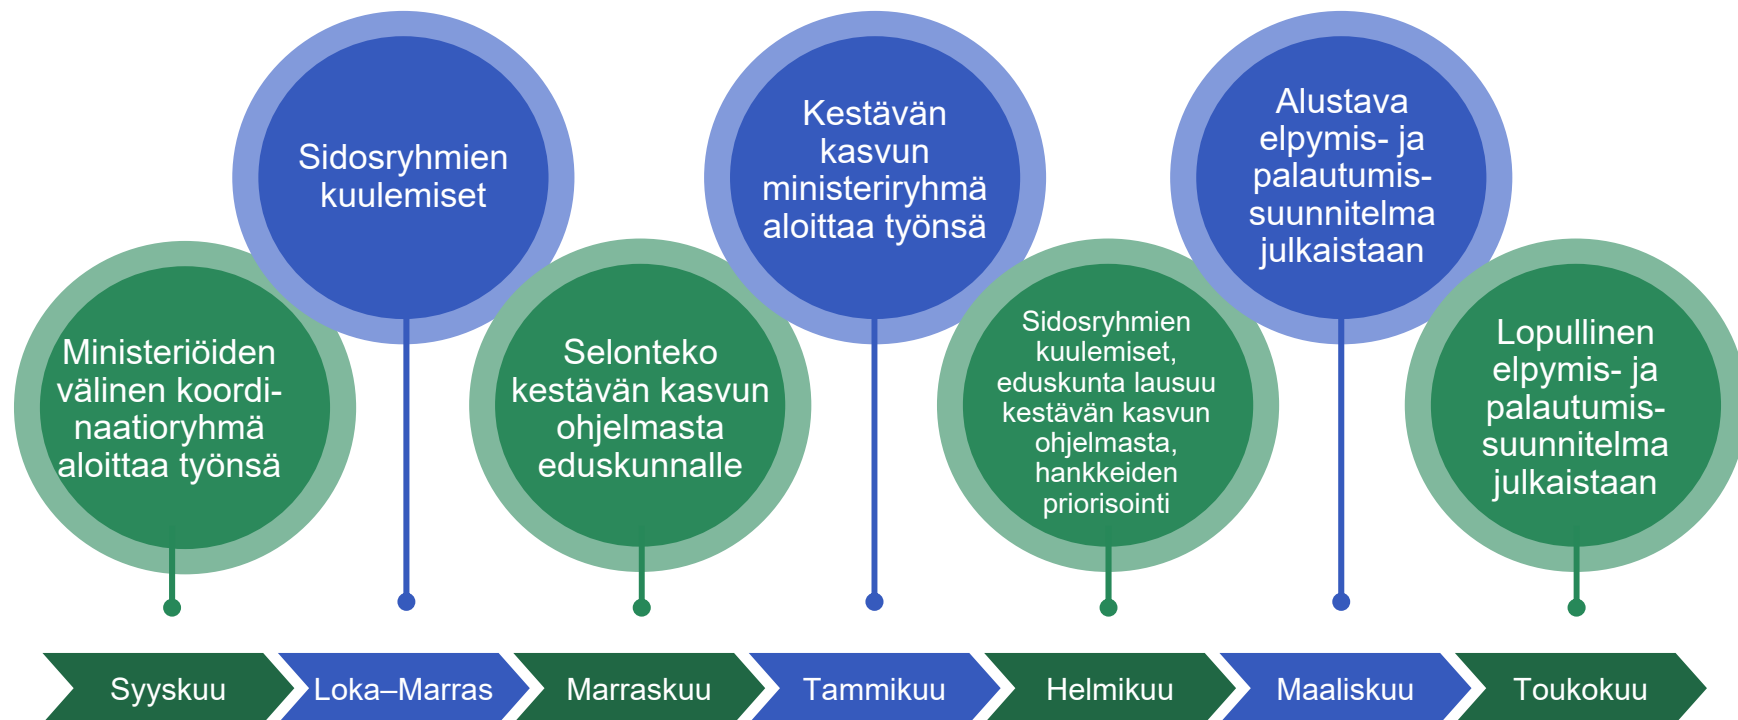 Ministeriöiden
välinen koordi-
naatioryhmä
aloittaa työnsä
Sidosryhmien
kuulemiset
Selonteko
kestävän kasvun
ohjelmasta
eduskunnalle
Kestävän
kasvun
ministeriryhmä
aloittaa työnsä
Sidosryhmien
kuulemiset,
eduskunta lausuu
kestävän kasvun
ohjelmasta,
hankkeiden
priorisointi
Alustava
elpymis- ja
palautumis-
suunnitelma
julkaistaan
Lopullinen
elpymis- ja
palautumis-
suunnitelma
julkaistaan
Syyskuu
Loka–Marras
Marraskuu
Tammikuu
Helmikuu
Maaliskuu
Toukokuu